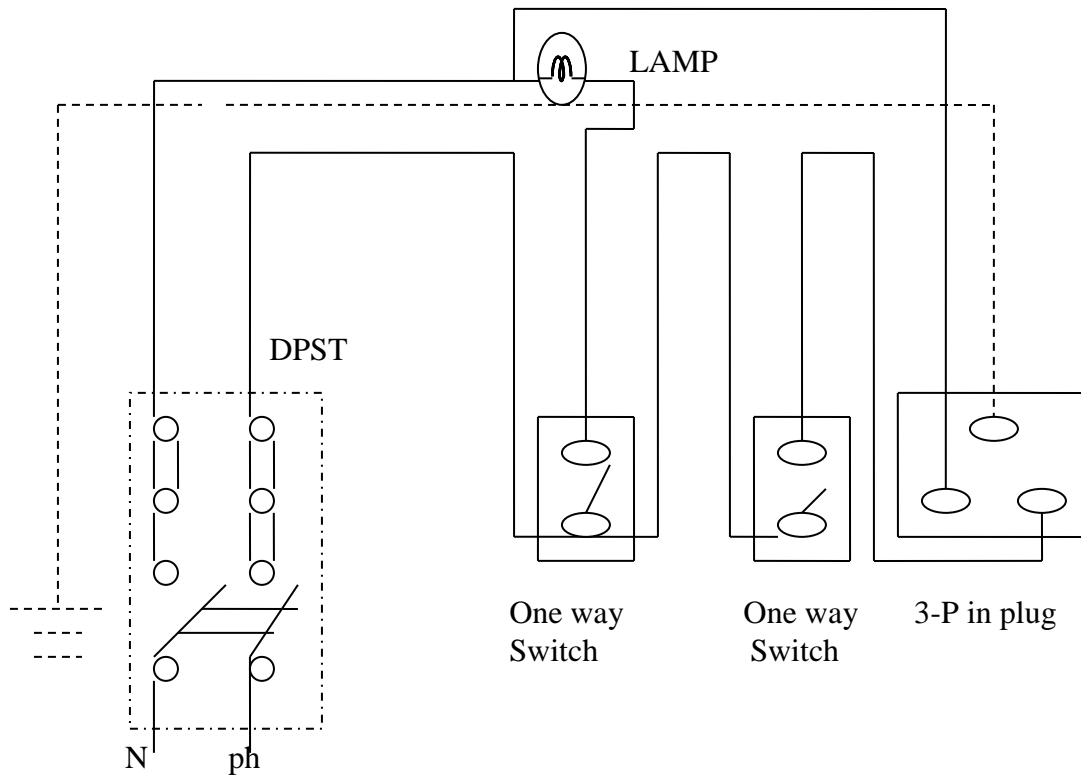 LAMP
DPST
One way
Switch
One way
Switch
3-P in plug
N
ph